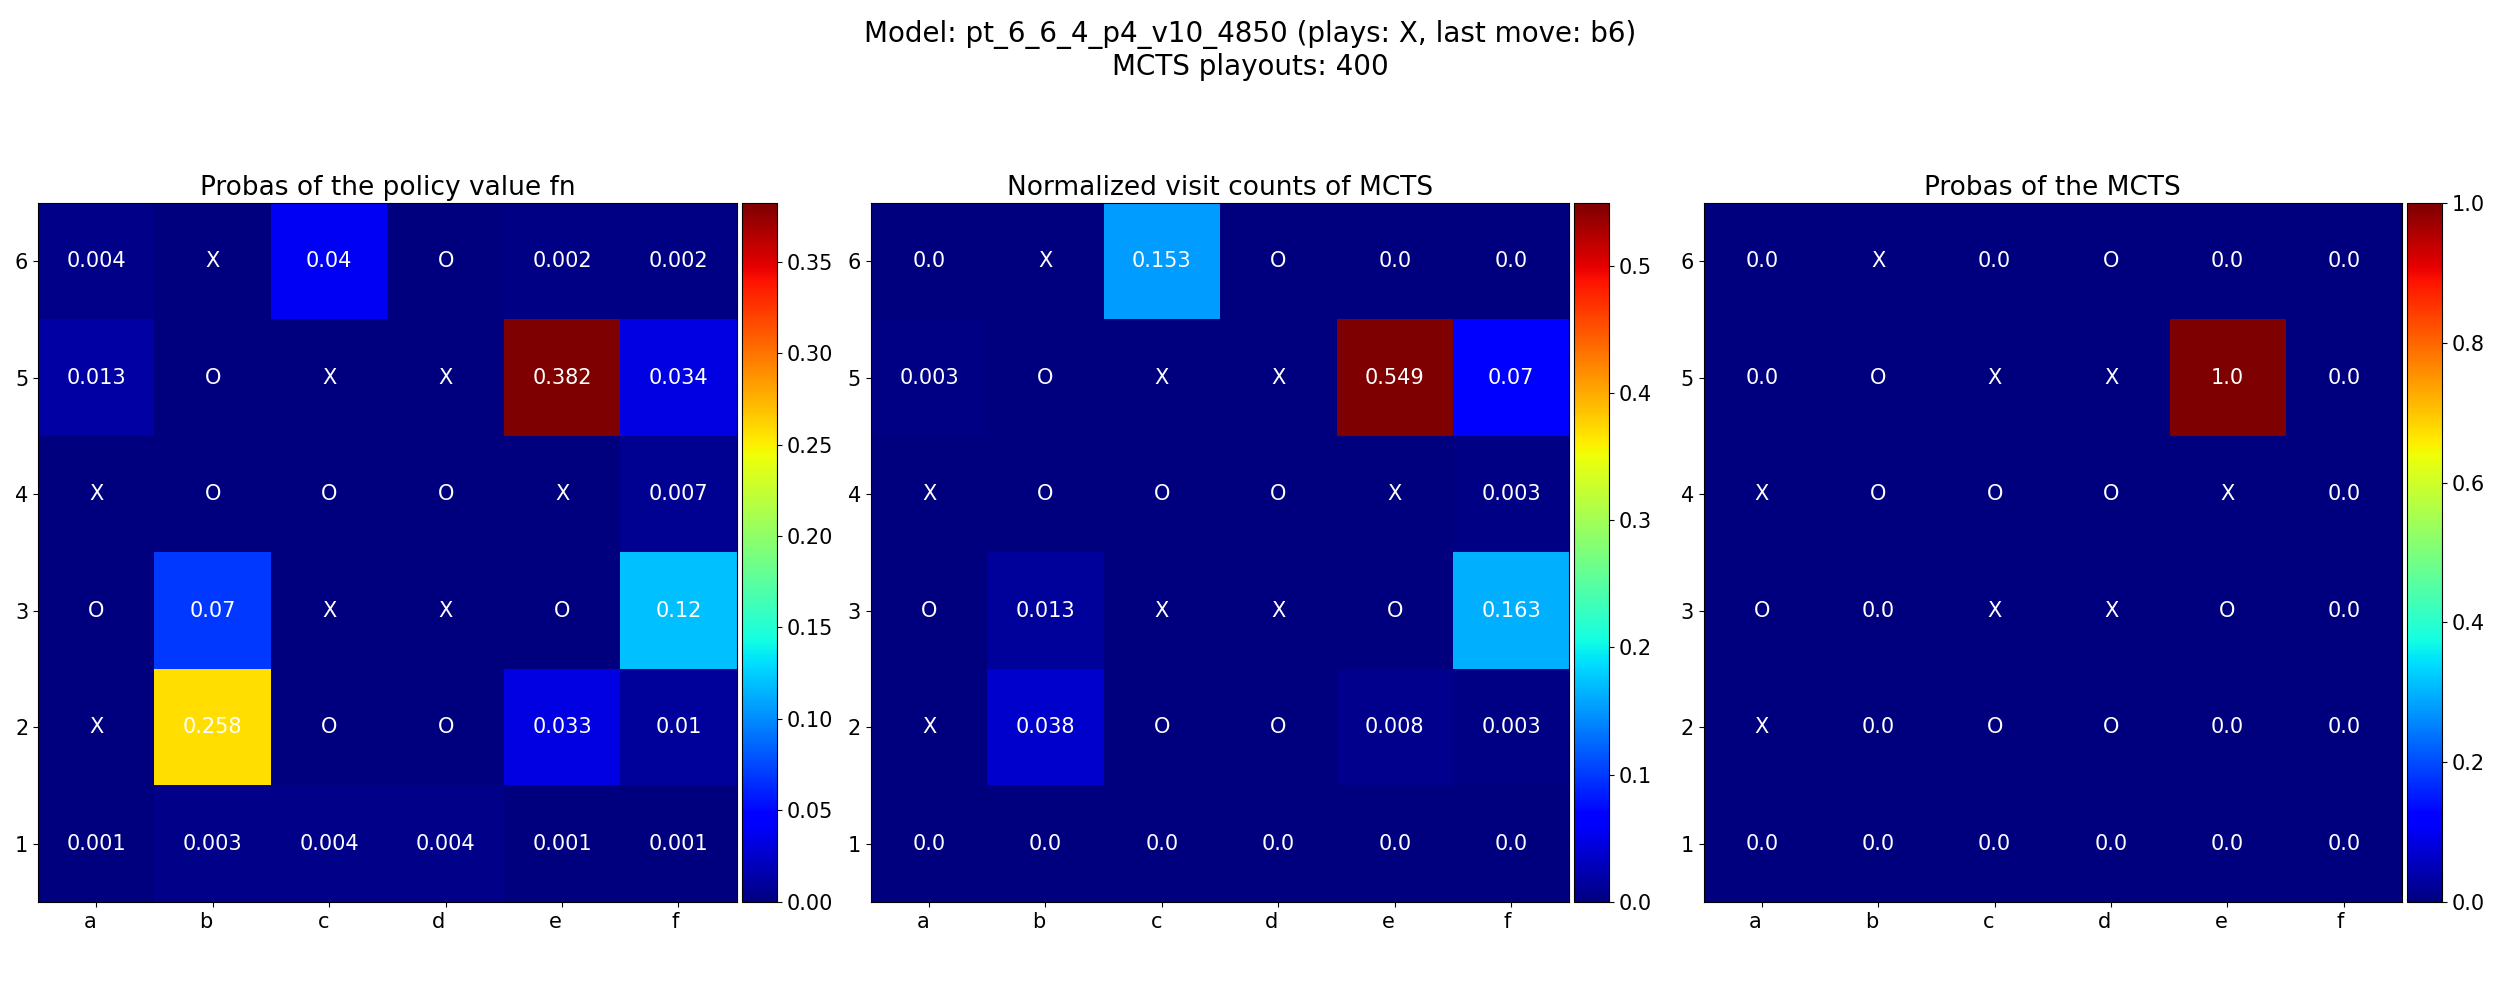 Model: pt_6_6_4_p4_v10_4850 (plays: X, last move: b6)
MCTS playouts: 400
Probas of the policy value fn
6 0.004 X 0.04 O 0.002 0.002
5 0.013 O X X 0.382 0.034
4 X O O O X 0.007
3 O 0.07 X X O 0.12
2 X 0.258 O O 0.033 0.01
1 0.001 0.003 0.004 0.004 0.001 0.001
a b c d e f
0.35
0.30
0.25
0.20
0.15
0.10
0.05
0.00
Normalized visit counts of MCTS
6 0.0 X 0.153 O 0.0 0.0
5 0.003 O X X 0.549 0.07
4 X O O O X 0.003
3 O 0.013 X X O 0.163
2 X 0.038 O O 0.008 0.003
1 0.0 0.0 0.0 0.0 0.0 0.0
a b c d e f
0.5
0.4
0.3
0.2
0.1
0.0
Probas of the MCTS
6 0.0 X 0.0 O 0.0 0.0
5 0.0 O X X 1.0 0.0
4 X O O O X 0.0
3 O 0.0 X X O 0.0
2 X 0.0 O O 0.0 0.0
1 0.0 0.0 0.0 0.0 0.0 0.0
a b c d e f
1.0
0.8
0.6
0.4
0.2
0.0